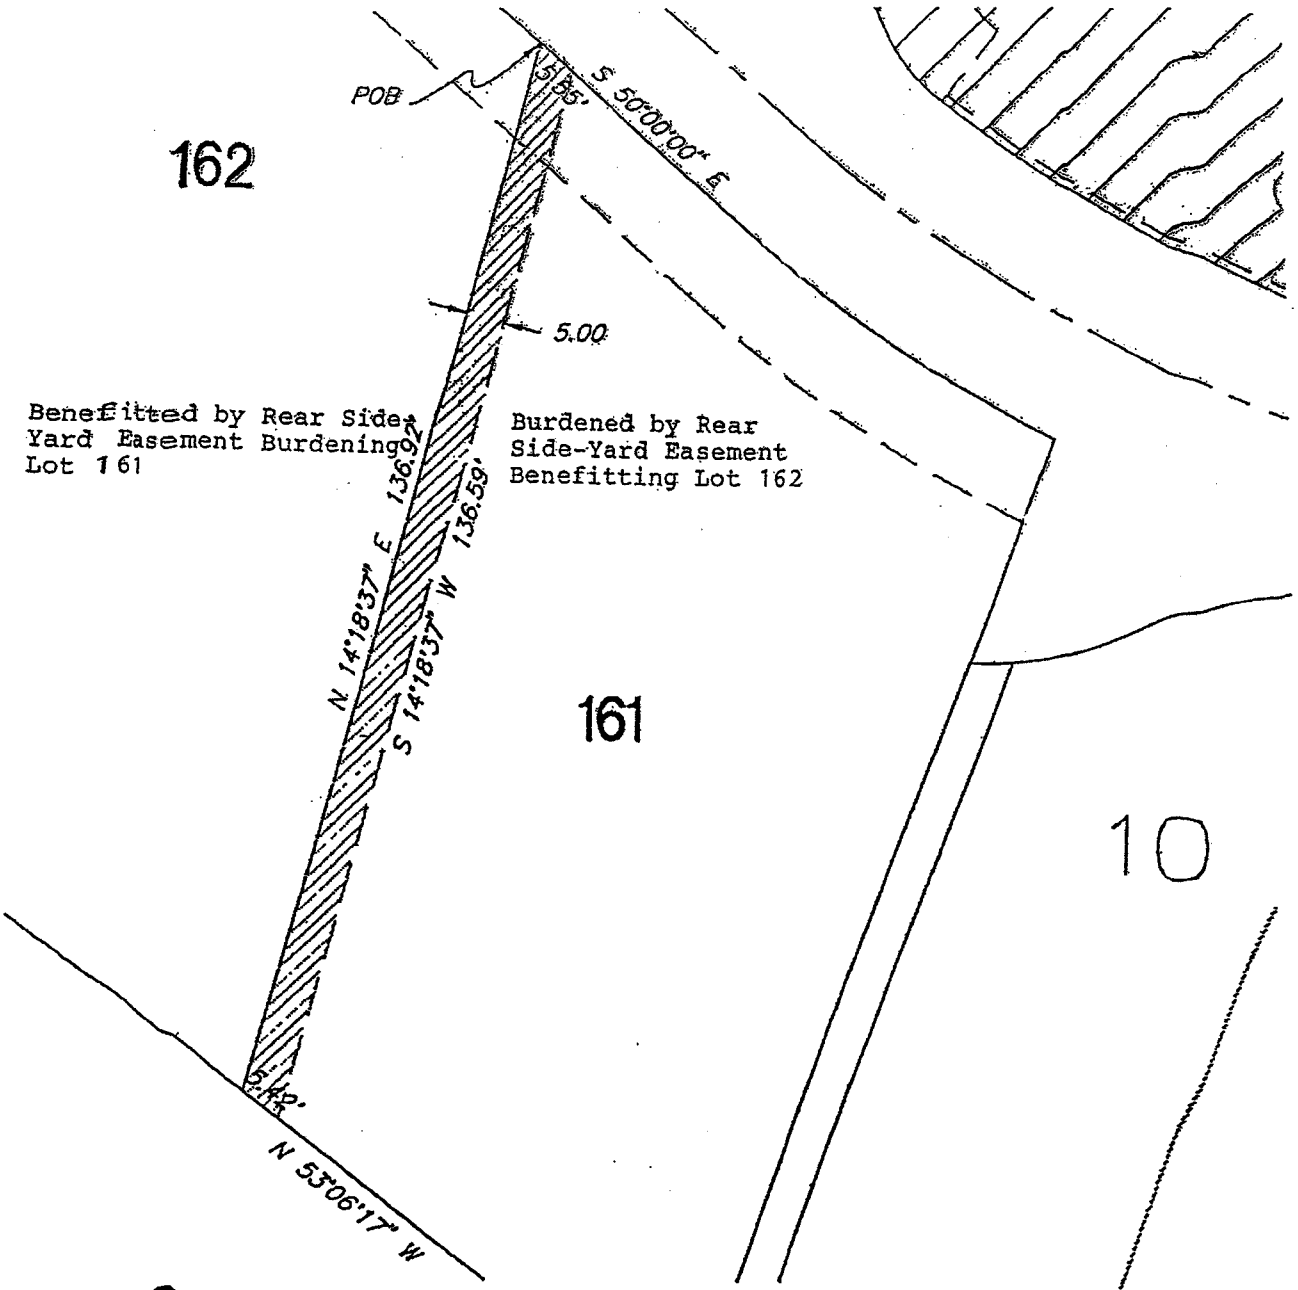 S 50°00'00" E
5.55'
POB
162
5.00
Benefitted by Rear Side-
Yard Easement Burdening
Lot 161
Burdened by Rear
Side-Yard Easement
Benefitting Lot 162
N 14°18'37" E 136.92'
S 14°18'37" W 136.59'
161
10
N 53°06'17" W